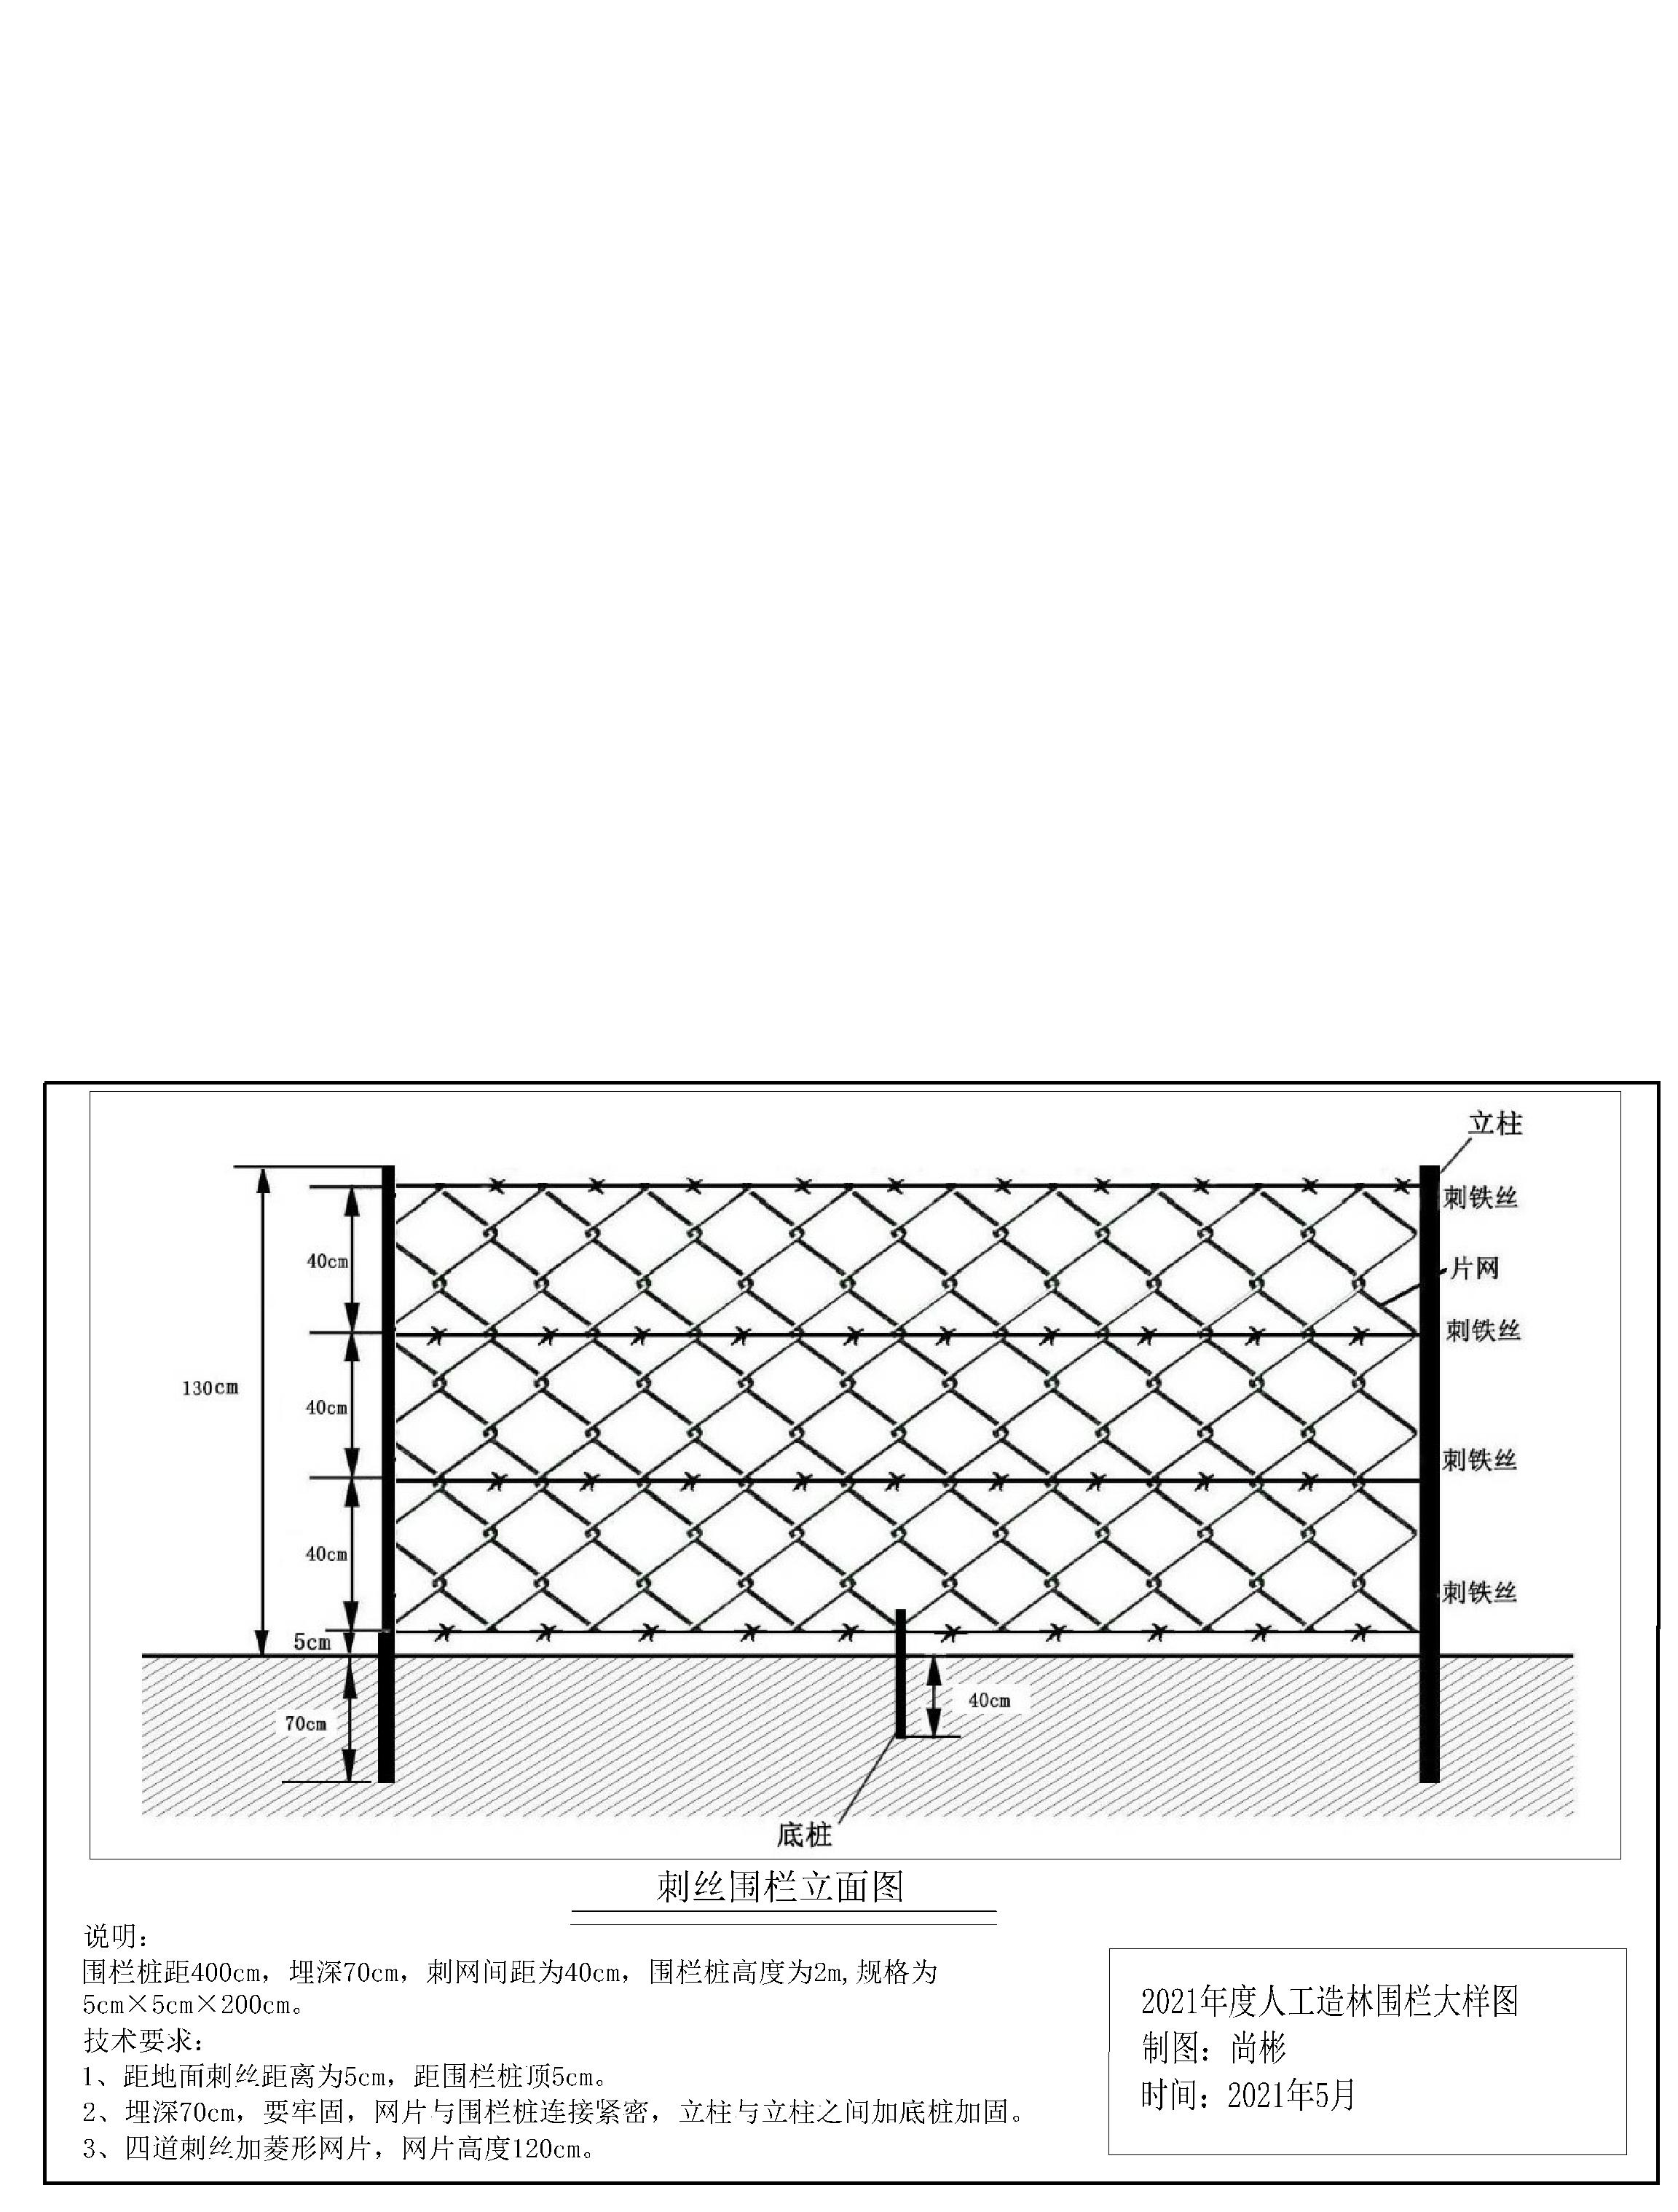 立柱
刺铁丝
40cm
片网
刺铁丝
130cm
40cm
刺铁丝
40cm
刺铁丝
5cm
40cm
70cm
底桩
刺丝围栏立面图
说明：
围栏桩距400cm，埋深70cm，刺网间距为40cm，围栏桩高度为2m,规格为
5cm×5cm×200cm。
技术要求：
1、距地面刺丝距离为5cm，距围栏桩顶5cm。
2、埋深70cm，要牢固，网片与围栏桩连接紧密，立柱与立柱之间加底桩加固。
3、四道刺丝加菱形网片，网片高度120cm。
2021年度人工造林围栏大样图
制图：尚彬
时间：2021年5月